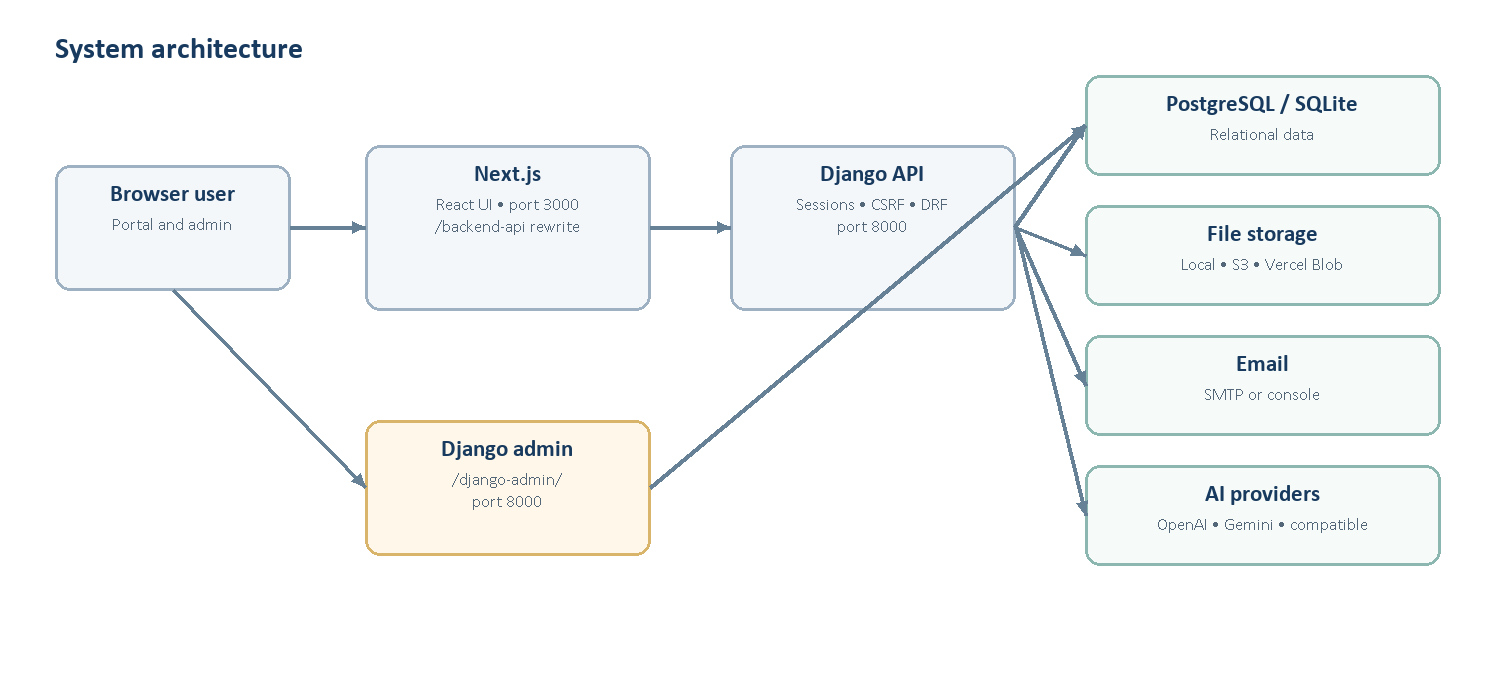 System architecture
Browser user
Portal and admin
Next.js
React UI • port 3000
/backend-api rewrite
Django API
Sessions • CSRF • DRF
port 8000
Django admin
/django-admin/
port 8000
PostgreSQL / SQLite
Relational data
File storage
Local • S3 • Vercel Blob
Email
SMTP or console
AI providers
OpenAI • Gemini • compatible